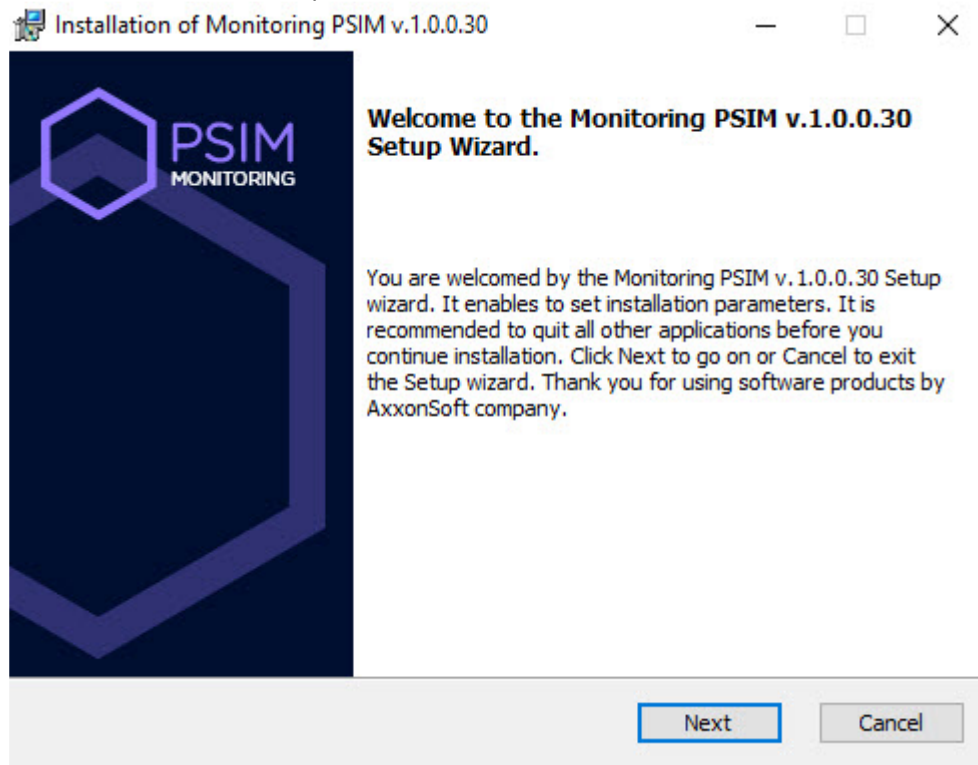 Installation of Monitoring PSIM v.1.0.0.30
PSIM
MONITORING
Welcome to the Monitoring PSIM v.1.0.0.30
Setup Wizard.
You are welcomed by the Monitoring PSIM v.1.0.0.30 Setup
wizard. It enables to set installation parameters. It is
recommended to quit all other applications before you
continue installation. Click Next to go on or Cancel to exit
the Setup wizard. Thank you for using software products by
AxxonSoft company.
Next
Cancel